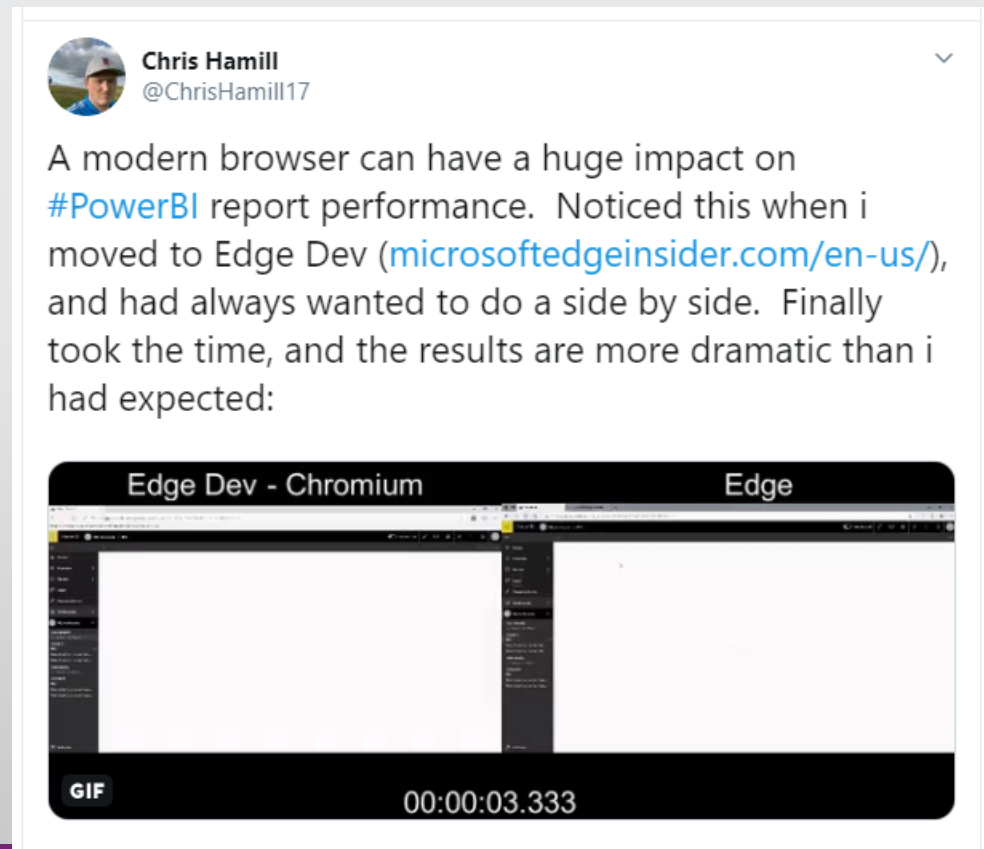 Chris Hamill
@ChrisHamill17
A modern browser can have a huge impact on
#PowerBI report performance.  Noticed this when i
moved to Edge Dev (microsoftedgeinsider.com/en-us/),
and had always wanted to do a side by side.  Finally
took the time, and the results are more dramatic than i
had expected:
Edge Dev - Chromium
Edge
GIF
00:00:03.333